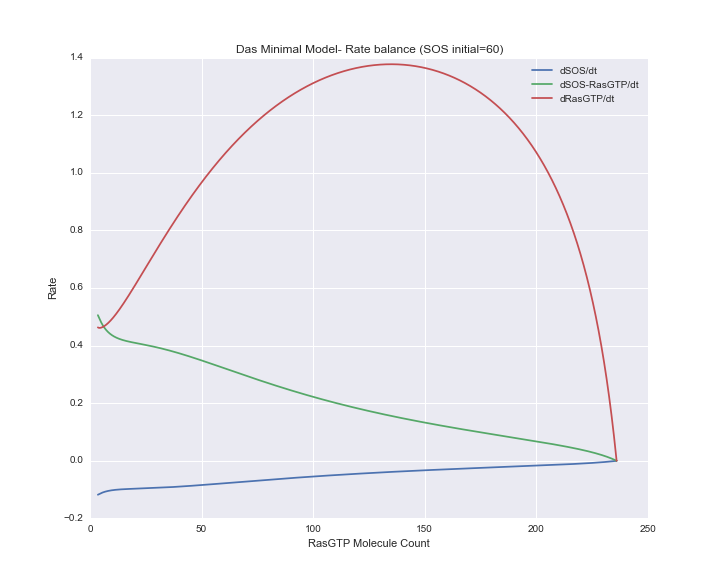 Das Minimal Model- Rate balance (SOS initial=60)
1.4
1.2
1.0
0.8
0.6
0.4
0.2
0.0
−0.2
Rate
dSOS/dt
dSOS-RasGTP/dt
dRasGTP/dt
0 50 100 150 200 250
RasGTP Molecule Count